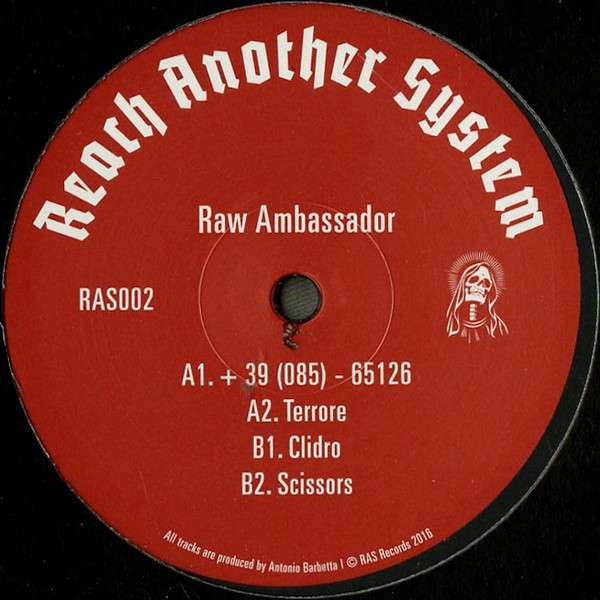 Reach Another System
Raw Ambassador
RAS002
A1. + 39 (085) - 65126
A2. Terrore
B1. Clidro
B2. Scissors
All tracks are produced by Antonio Barbetta | © RAS Records 2016